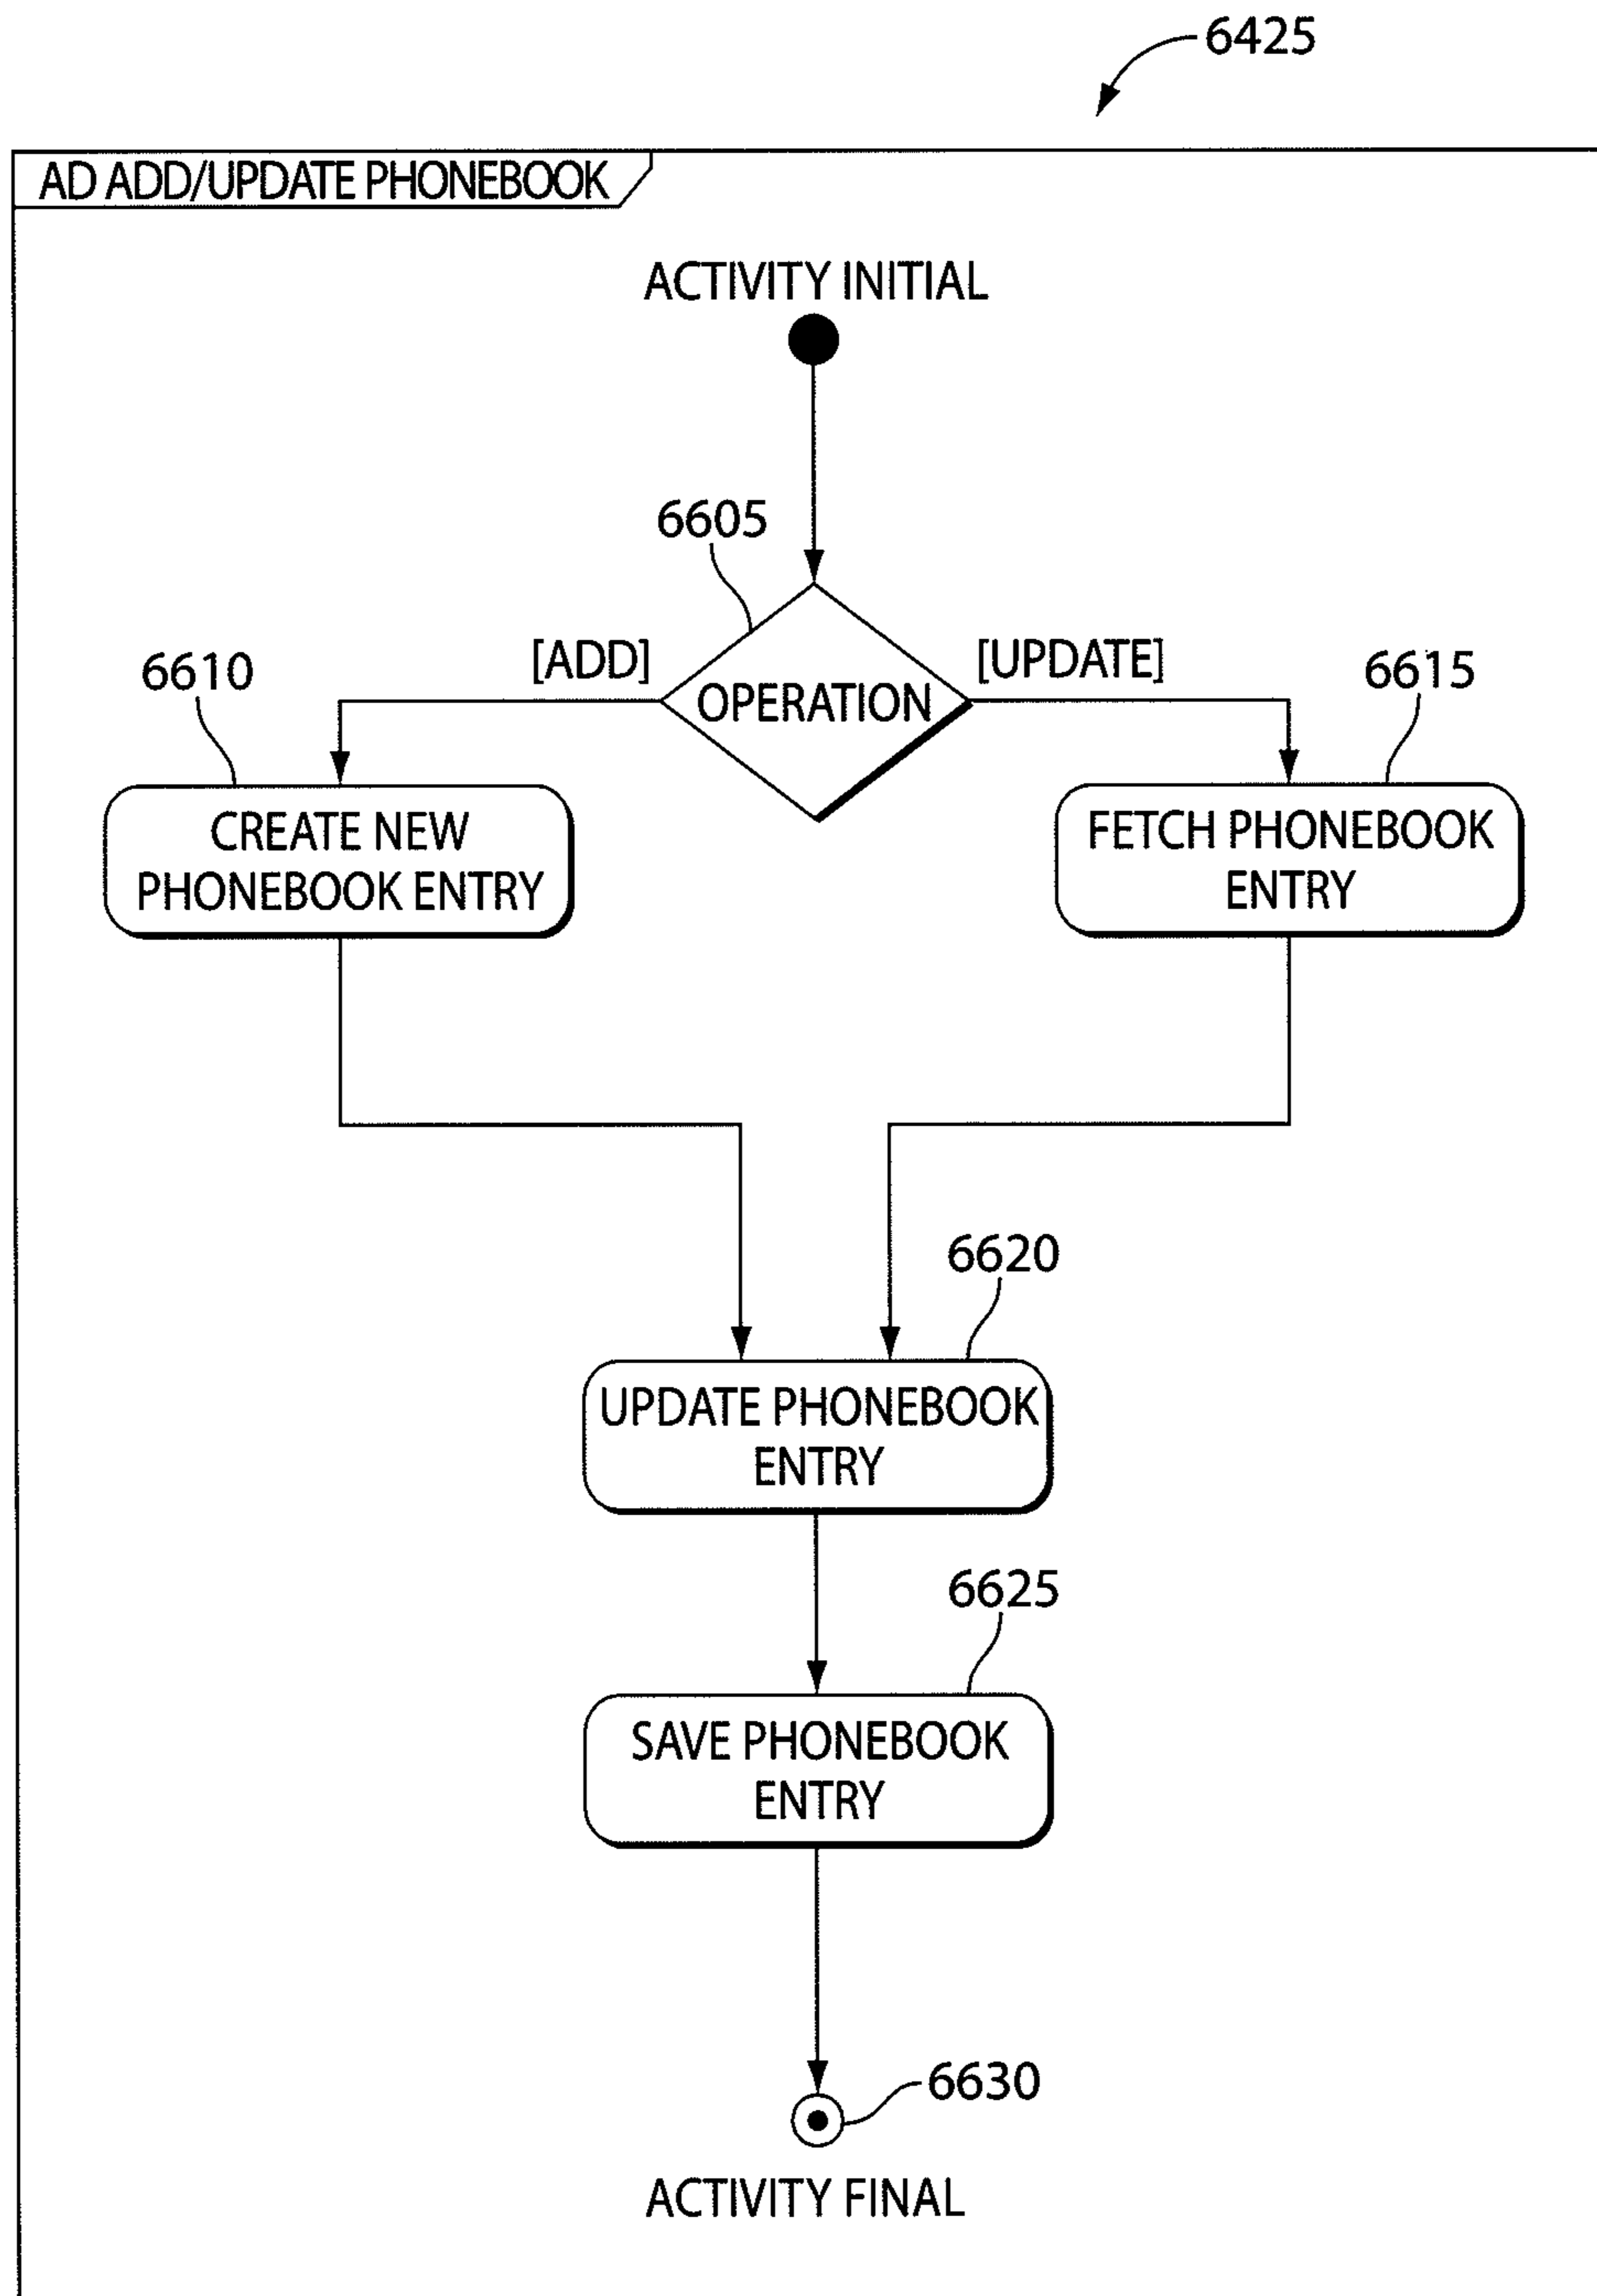 6425
AD ADD/UPDATE PHONEBOOK
ACTIVITY INITIAL
6605
[ADD]
[UPDATE]
6610
OPERATION
6615
CREATE NEW
PHONEBOOK ENTRY
FETCH PHONEBOOK
ENTRY
6620
UPDATE PHONEBOOK
ENTRY
6625
SAVE PHONEBOOK
ENTRY
6630
ACTIVITY FINAL